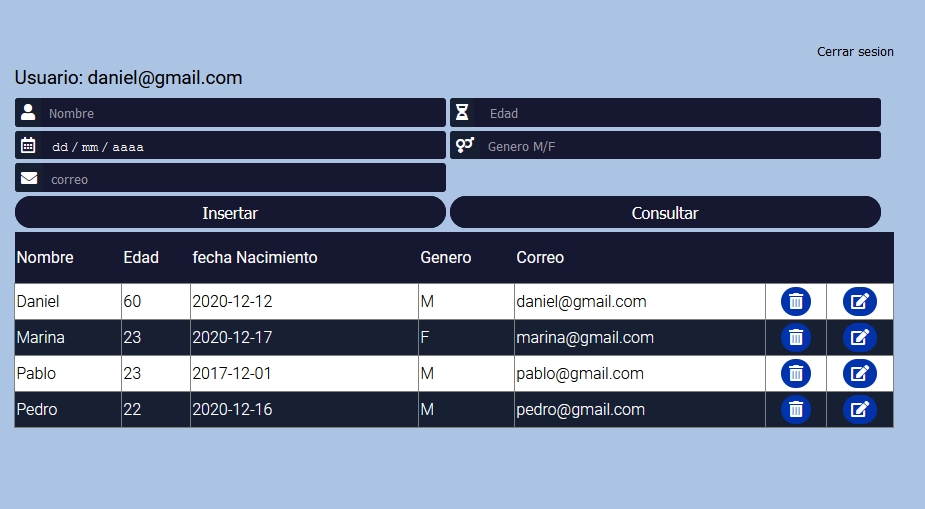 Cerrar sesion
Usuario: daniel@gmail.com
Nombre Edad
dd / mm / aaaa Genero M/F
correo
Insertar Consultar
Nombre Edad fecha Nacimiento Genero Correo
Daniel 60 2020-12-12 M daniel@gmail.com
Marina 23 2020-12-17 F marina@gmail.com
Pablo 23 2017-12-01 M pablo@gmail.com
Pedro 22 2020-12-16 M pedro@gmail.com